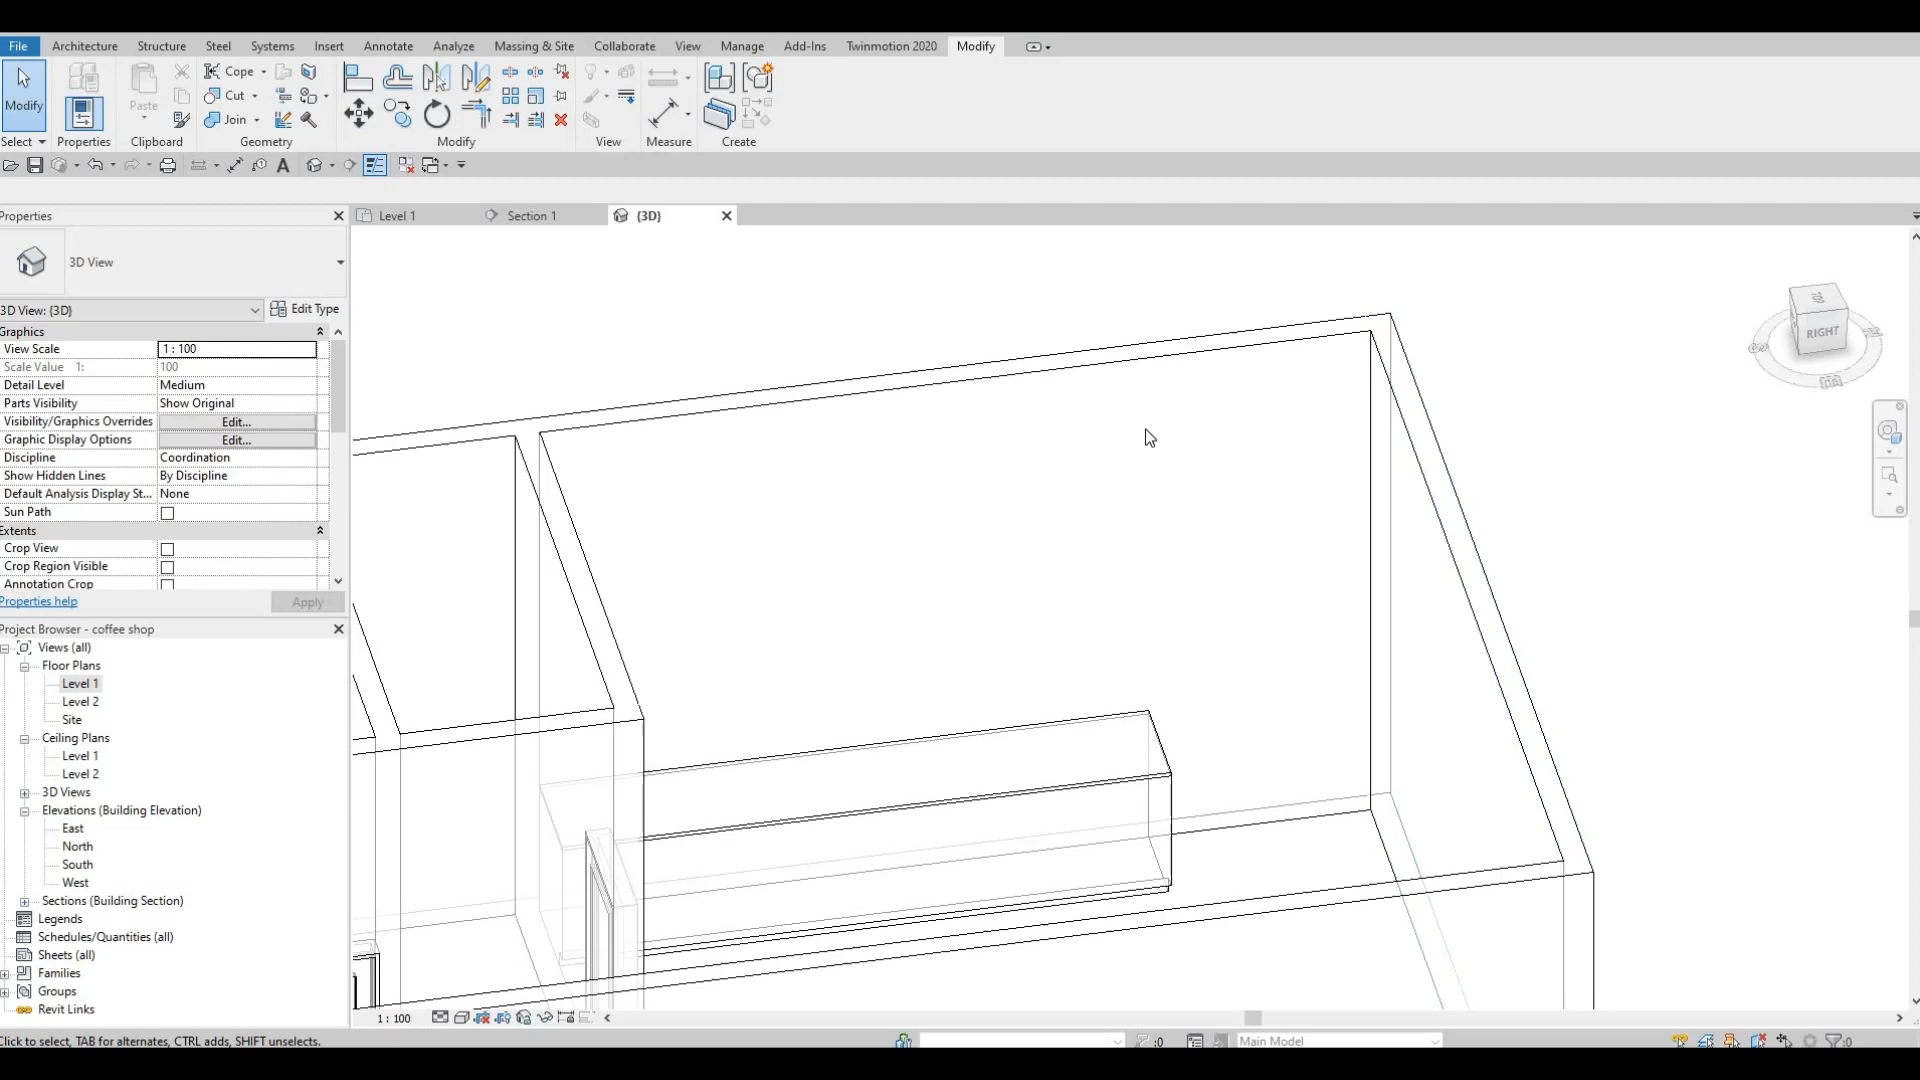 File Architecture Structure Steel Systems Insert Annotate Analyze Massing & Site Collaborate View Manage Add-Ins Twinmotion 2020 Modify
Modify Paste Cope
Cut
Join
Select Properties Clipboard Geometry Modify View Measure Create
Properties
Level 1 Section 1 {3D}
3D View
3D View: {3D} Edit Type
Graphics
View Scale 1 : 100
Scale Value 1: 100
Detail Level Medium
Parts Visibility Show Original
Visibility/Graphics Overrides Edit...
Graphic Display Options Edit...
Discipline Coordination
Show Hidden Lines By Discipline
Default Analysis Display St... None
Sun Path
Extents
Crop View
Crop Region Visible
Annotation Crop
Properties help Apply
Project Browser - coffee shop
Views (all)
Floor Plans
Level 1
Level 2
Site
Ceiling Plans
Level 1
Level 2
3D Views
Elevations (Building Elevation)
East
North
South
West
Sections (Building Section)
Legends
Schedules/Quantities (all)
Sheets (all)
Families
Groups
Revit Links
TOP
RIGHT
1 : 100
Click to select, TAB for alternates, CTRL adds, SHIFT unselects.
:0 Main Model :0